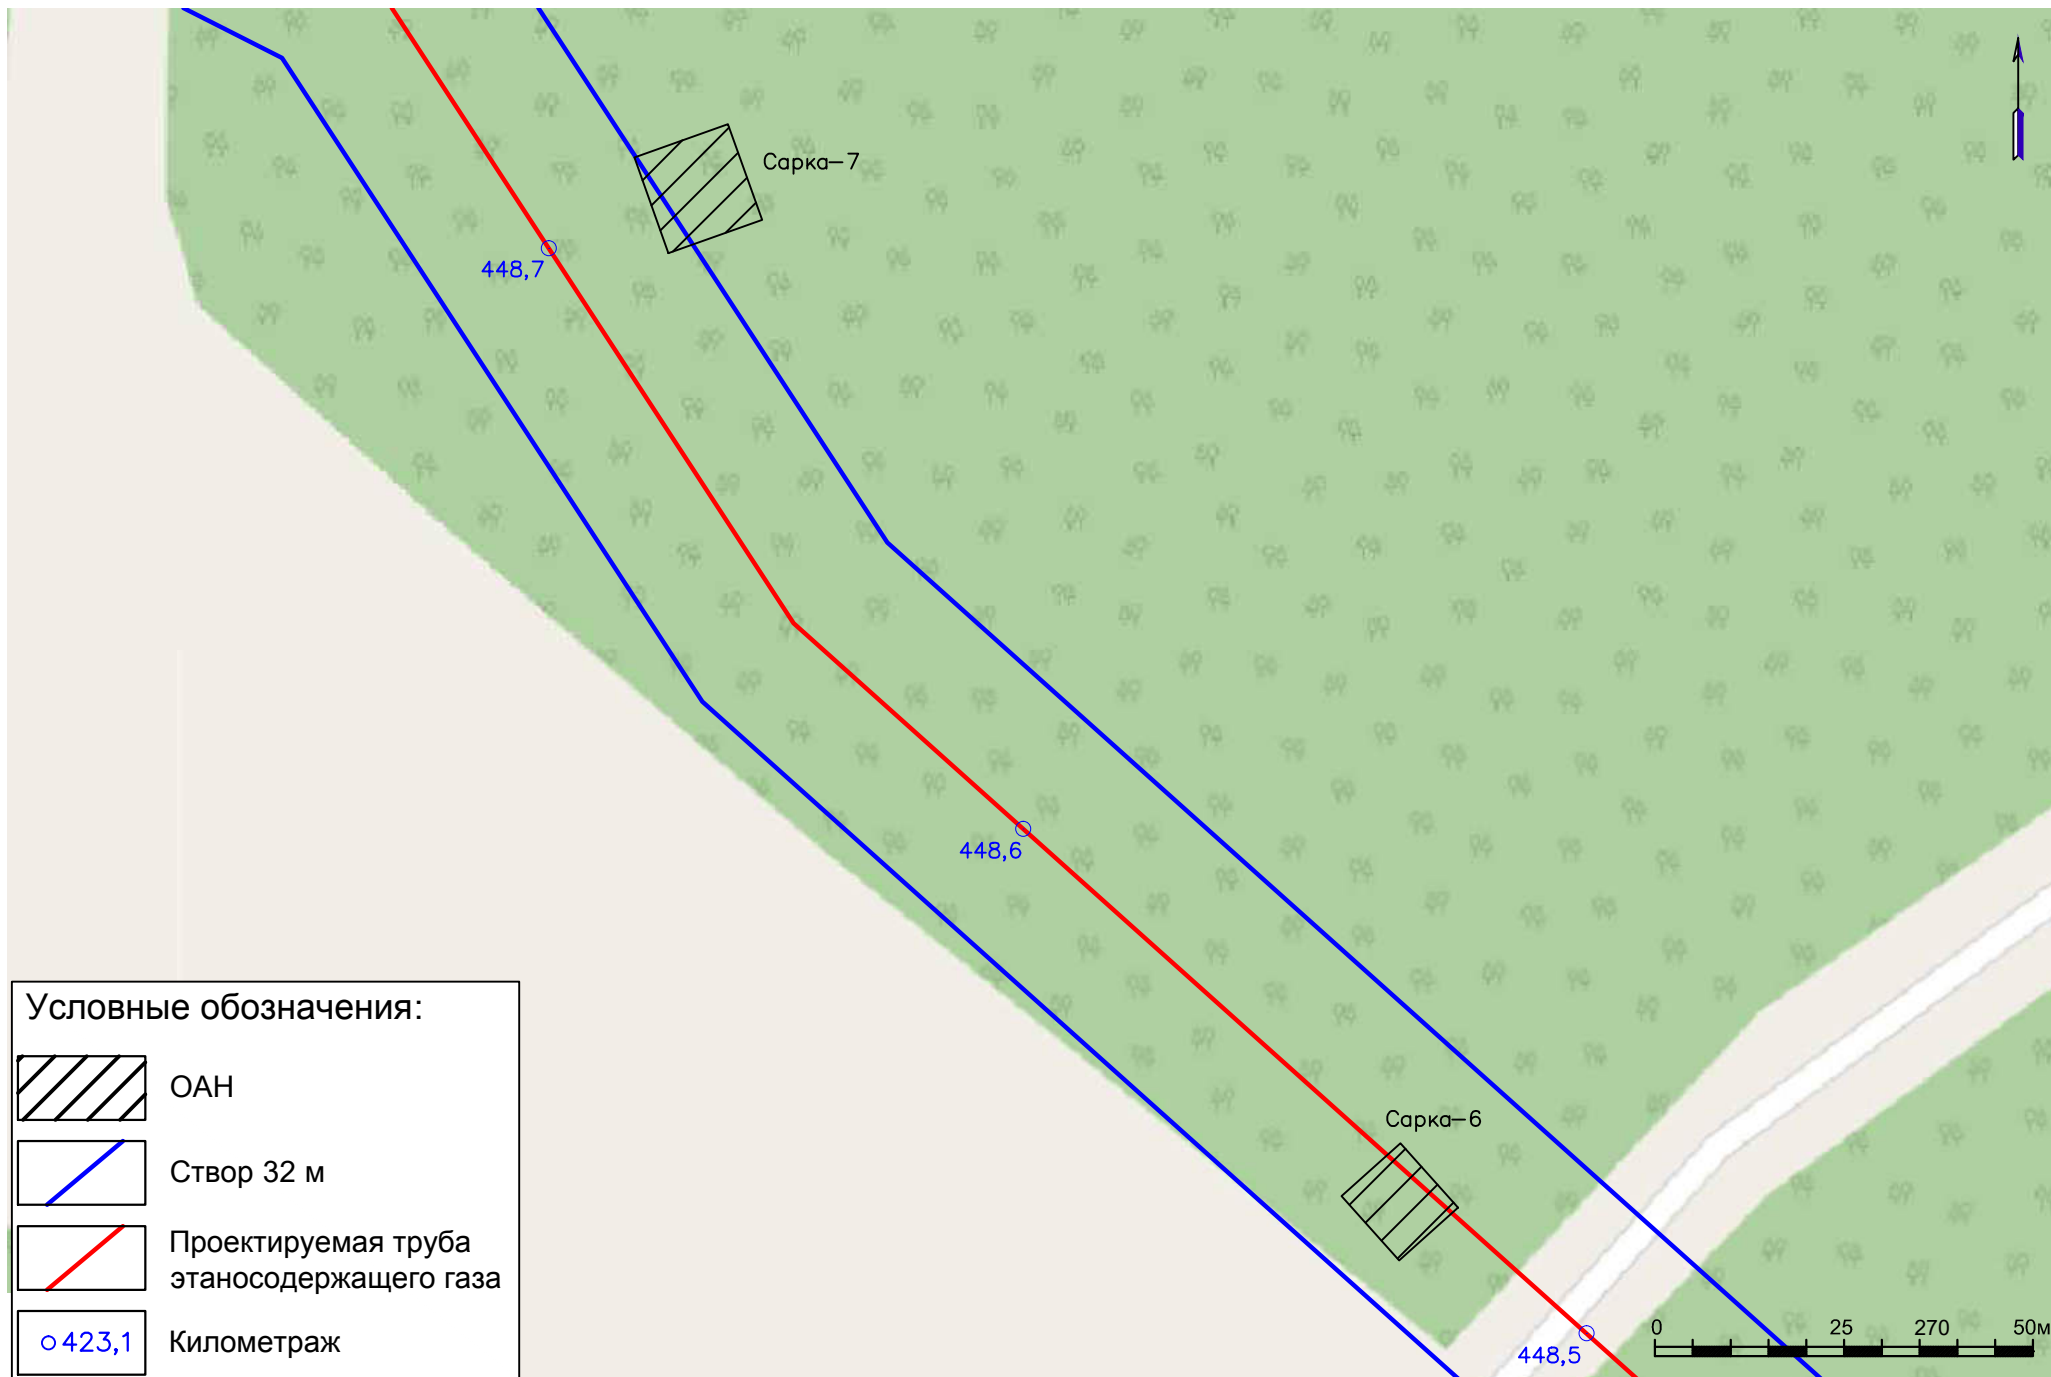 Сарка-7
448,7
448,6
Сарка-6
448,5
0 25 270 50м
Условные обозначения:
ОАН
Створ 32 м
Проектируемая труба
этаносодержащего газа
423,1 Километраж